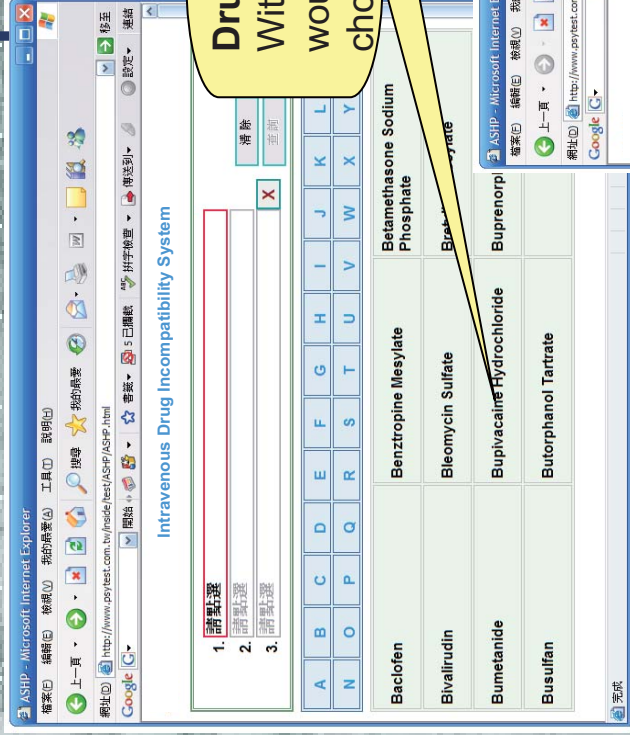 ASHP - Microsoft Internet Explorer
檔案(F) 編輯(E) 檢視(V) 我的最愛(A) 工具(T) 說明(H)
上一頁 搜尋 我的最愛
網址(D) http://www.psytest.com.tw/inside/test/ASHP/ASHP.html 移至 連結
Google G 開始 書籤 5 已攔截 ABC 拼字檢查 傳送到 設定
Intravenous Drug Incompatibility System
1. 請點選
2. 請點選
3. 請點選 X
清除
查詢
A B C D E F G H I J K L
N O P Q R S T U V W X Y
Baclofen Benztropine Mesylate Betamethasone Sodium Phosphate
Bivalirudin Bleomycin Sulfate
Bumetanide Bupivacaine Hydrochloride Buprenorp
Busulfan Butorphanol Tartrate
完成
Dru
Wit
wou
cho
ASHP - Microsoft Internet E
檔案(F) 編輯(E) 檢視(V)
上一頁
網址(D) http://www.psytest.co
Google G